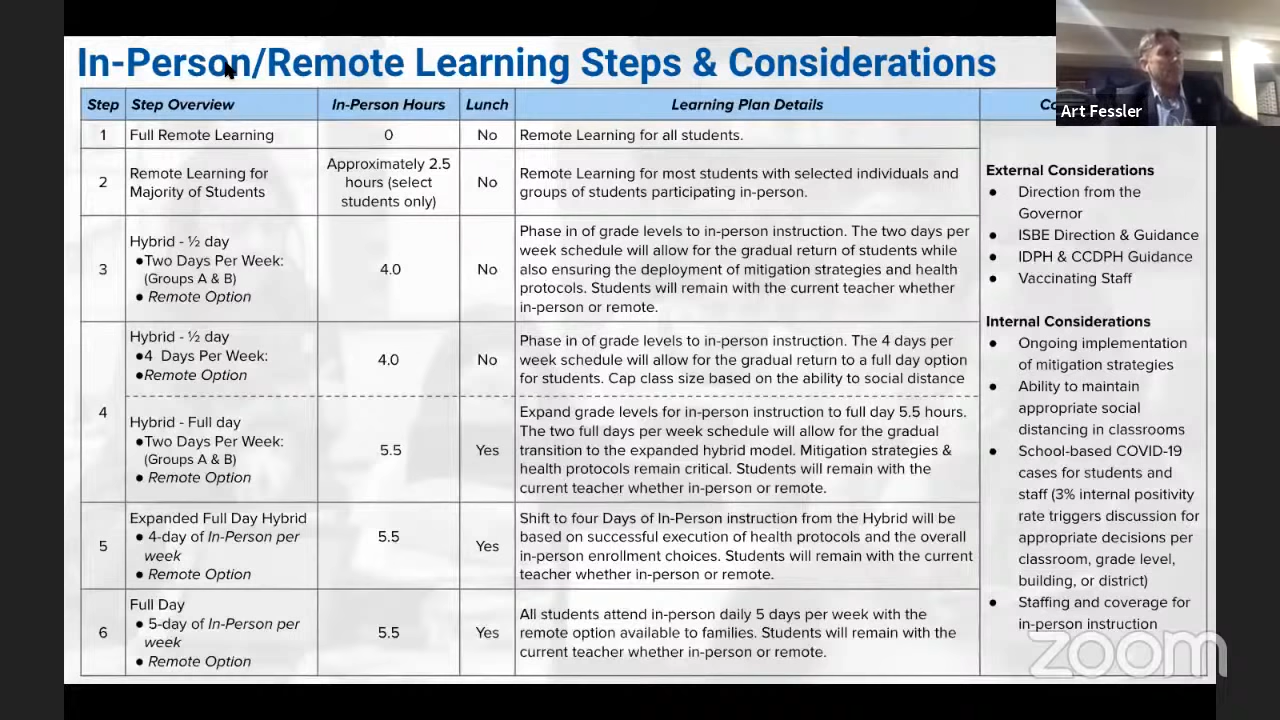 In-Person/Remote Learning Steps & Considerations
Art Fessler
Step Step Overview In-Person Hours Lunch Learning Plan Details
1 Full Remote Learning 0 No Remote Learning for all students.
2 Remote Learning for
Majority of Students
Approximately 2.5
hours (select
students only)
No
Remote Learning for most students with selected individuals and
groups of students participating in-person.
3
Hybrid - ½ day
●Two Days Per Week:
(Groups A & B)
● Remote Option
4.0
No
Phase in of grade levels to in-person instruction. The two days per
week schedule will allow for the gradual return of students while
also ensuring the deployment of mitigation strategies and health
protocols. Students will remain with the current teacher whether
in-person or remote.
4
Hybrid - ½ day
●4 Days Per Week:
●Remote Option
4.0
No
Phase in of grade levels to in-person instruction. The 4 days per
week schedule will allow for the gradual return to a full day option
for students. Cap class size based on the ability to social distance
Hybrid - Full day
●Two Days Per Week:
(Groups A & B)
● Remote Option
5.5
Yes
Expand grade levels for in-person instruction to full day 5.5 hours.
The two full days per week schedule will allow for the gradual
transition to the expanded hybrid model. Mitigation strategies &
health protocols remain critical. Students will remain with the
current teacher whether in-person or remote.
5
Expanded Full Day Hybrid
● 4-day of In-Person per
week
● Remote Option
5.5
Yes
Shift to four Days of In-Person instruction from the Hybrid will be
based on successful execution of health protocols and the overall
in-person enrollment choices. Students will remain with the current
teacher whether in-person or remote.
6
Full Day
● 5-day of In-Person per
week
● Remote Option
5.5
Yes
All students attend in-person daily 5 days per week with the
remote option available to families. Students will remain with the
current teacher whether in-person or remote.
External Considerations
● Direction from the
Governor
● ISBE Direction & Guidance
● IDPH & CCDPH Guidance
● Vaccinating Staff
Internal Considerations
● Ongoing implementation
of mitigation strategies
● Ability to maintain
appropriate social
distancing in classrooms
● School-based COVID-19
cases for students and
staff (3% internal positivity
rate triggers discussion for
appropriate decisions per
classroom, grade level,
building, or district)
● Staffing and coverage for
in-person instruction
zoom